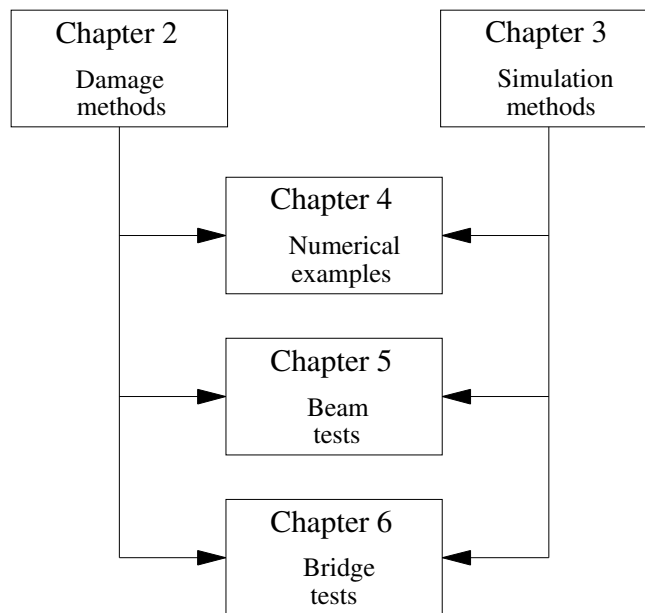 Chapter 2
Damage
methods
Chapter 3
Simulation
methods
Chapter 4
Numerical
examples
Chapter 5
Beam
tests
Chapter 6
Bridge
tests